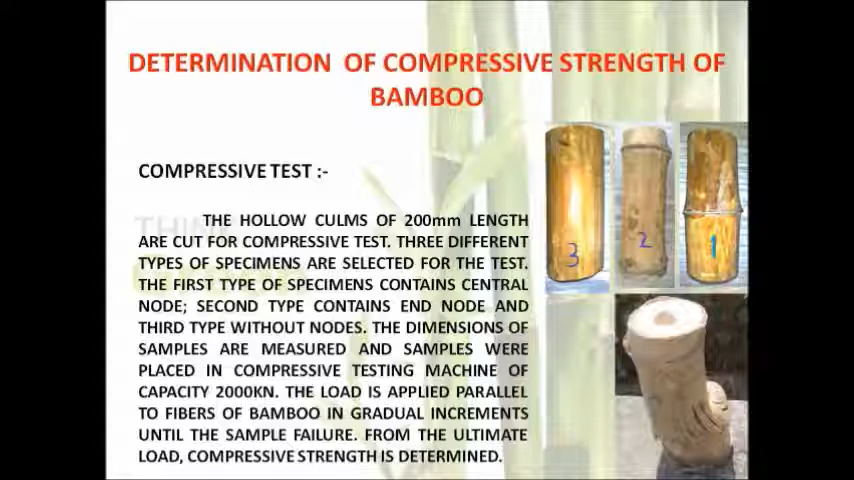 DETERMINATION OF COMPRESSIVE STRENGTH OF
BAMBOO
COMPRESSIVE TEST :-
THE HOLLOW CULMS OF 200mm LENGTH
ARE CUT FOR COMPRESSIVE TEST. THREE DIFFERENT
TYPES OF SPECIMENS ARE SELECTED FOR THE TEST.
THE FIRST TYPE OF SPECIMENS CONTAINS CENTRAL
NODE; SECOND TYPE CONTAINS END NODE AND
THIRD TYPE WITHOUT NODES. THE DIMENSIONS OF
SAMPLES ARE MEASURED AND SAMPLES WERE
PLACED IN COMPRESSIVE TESTING MACHINE OF
CAPACITY 2000KN. THE LOAD IS APPLIED PARALLEL
TO FIBERS OF BAMBOO IN GRADUAL INCREMENTS
UNTIL THE SAMPLE FAILURE. FROM THE ULTIMATE
LOAD, COMPRESSIVE STRENGTH IS DETERMINED.
3 2 1